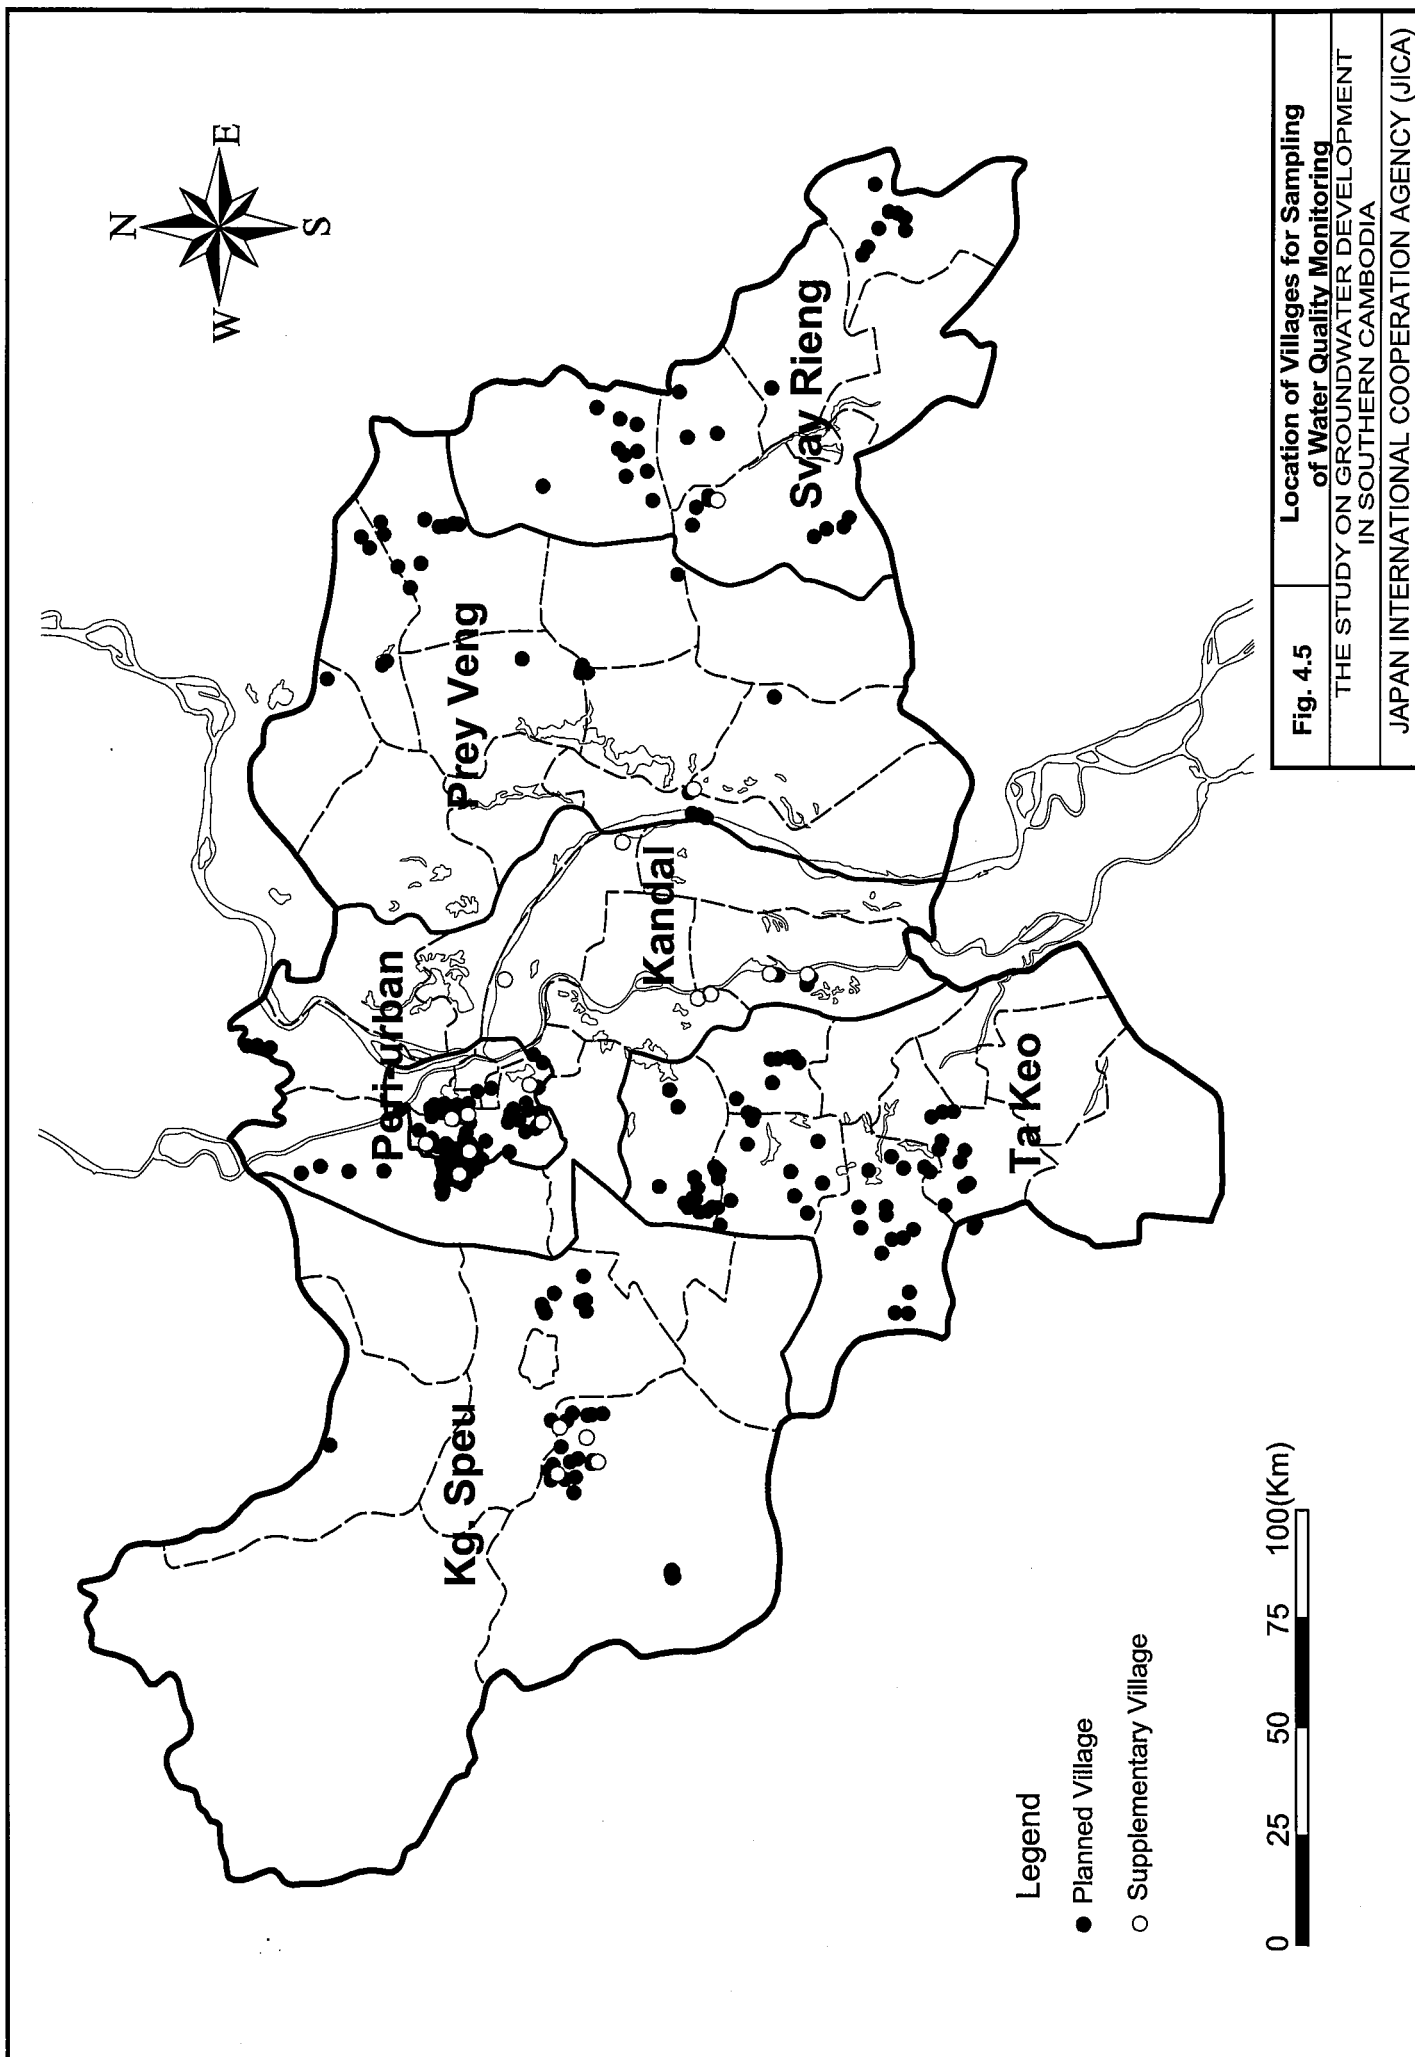 N
W
E
S
Peri-urban
Prey Veng
Kg. Speu
Kandal
Svay Rieng
Ta Keo
Legend
● Planned Village
○ Supplementary Village
0 25 50 75 100(Km)
Fig. 4.5
Location of Villages for Sampling
of Water Quality Monitoring
THE STUDY ON GROUNDWATER DEVELOPMENT
IN SOUTHERN CAMBODIA
JAPAN INTERNATIONAL COOPERATION AGENCY (JICA)